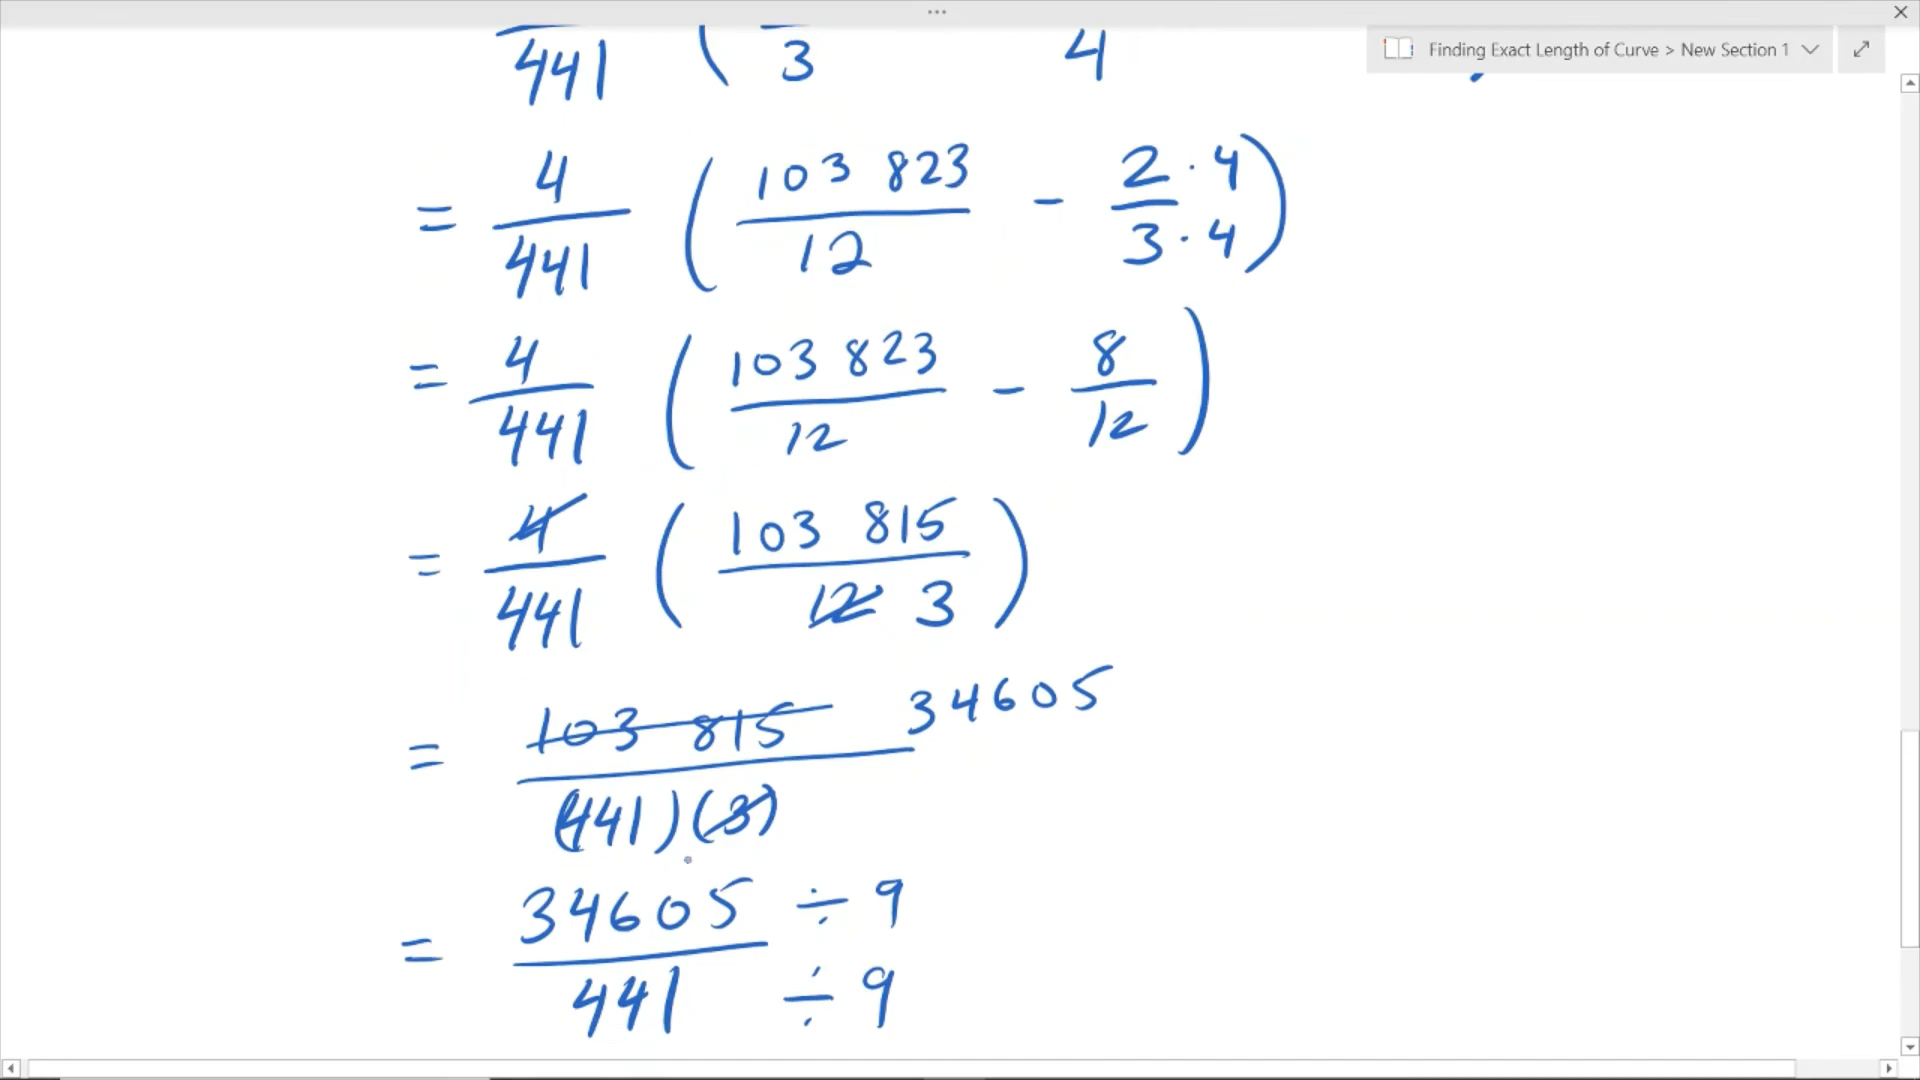 Finding Exact Length of Curve > New Section 1
441 ( 3 4
= 4/441 ( 103 823/12 - 2·4/3·4 )
= 4/441 ( 103 823/12 - 8/12 )
= 4/441 ( 103 815/12 3 )
= 103 815 34605/(441)(3)
= 34605 ÷ 9/441 ÷ 9